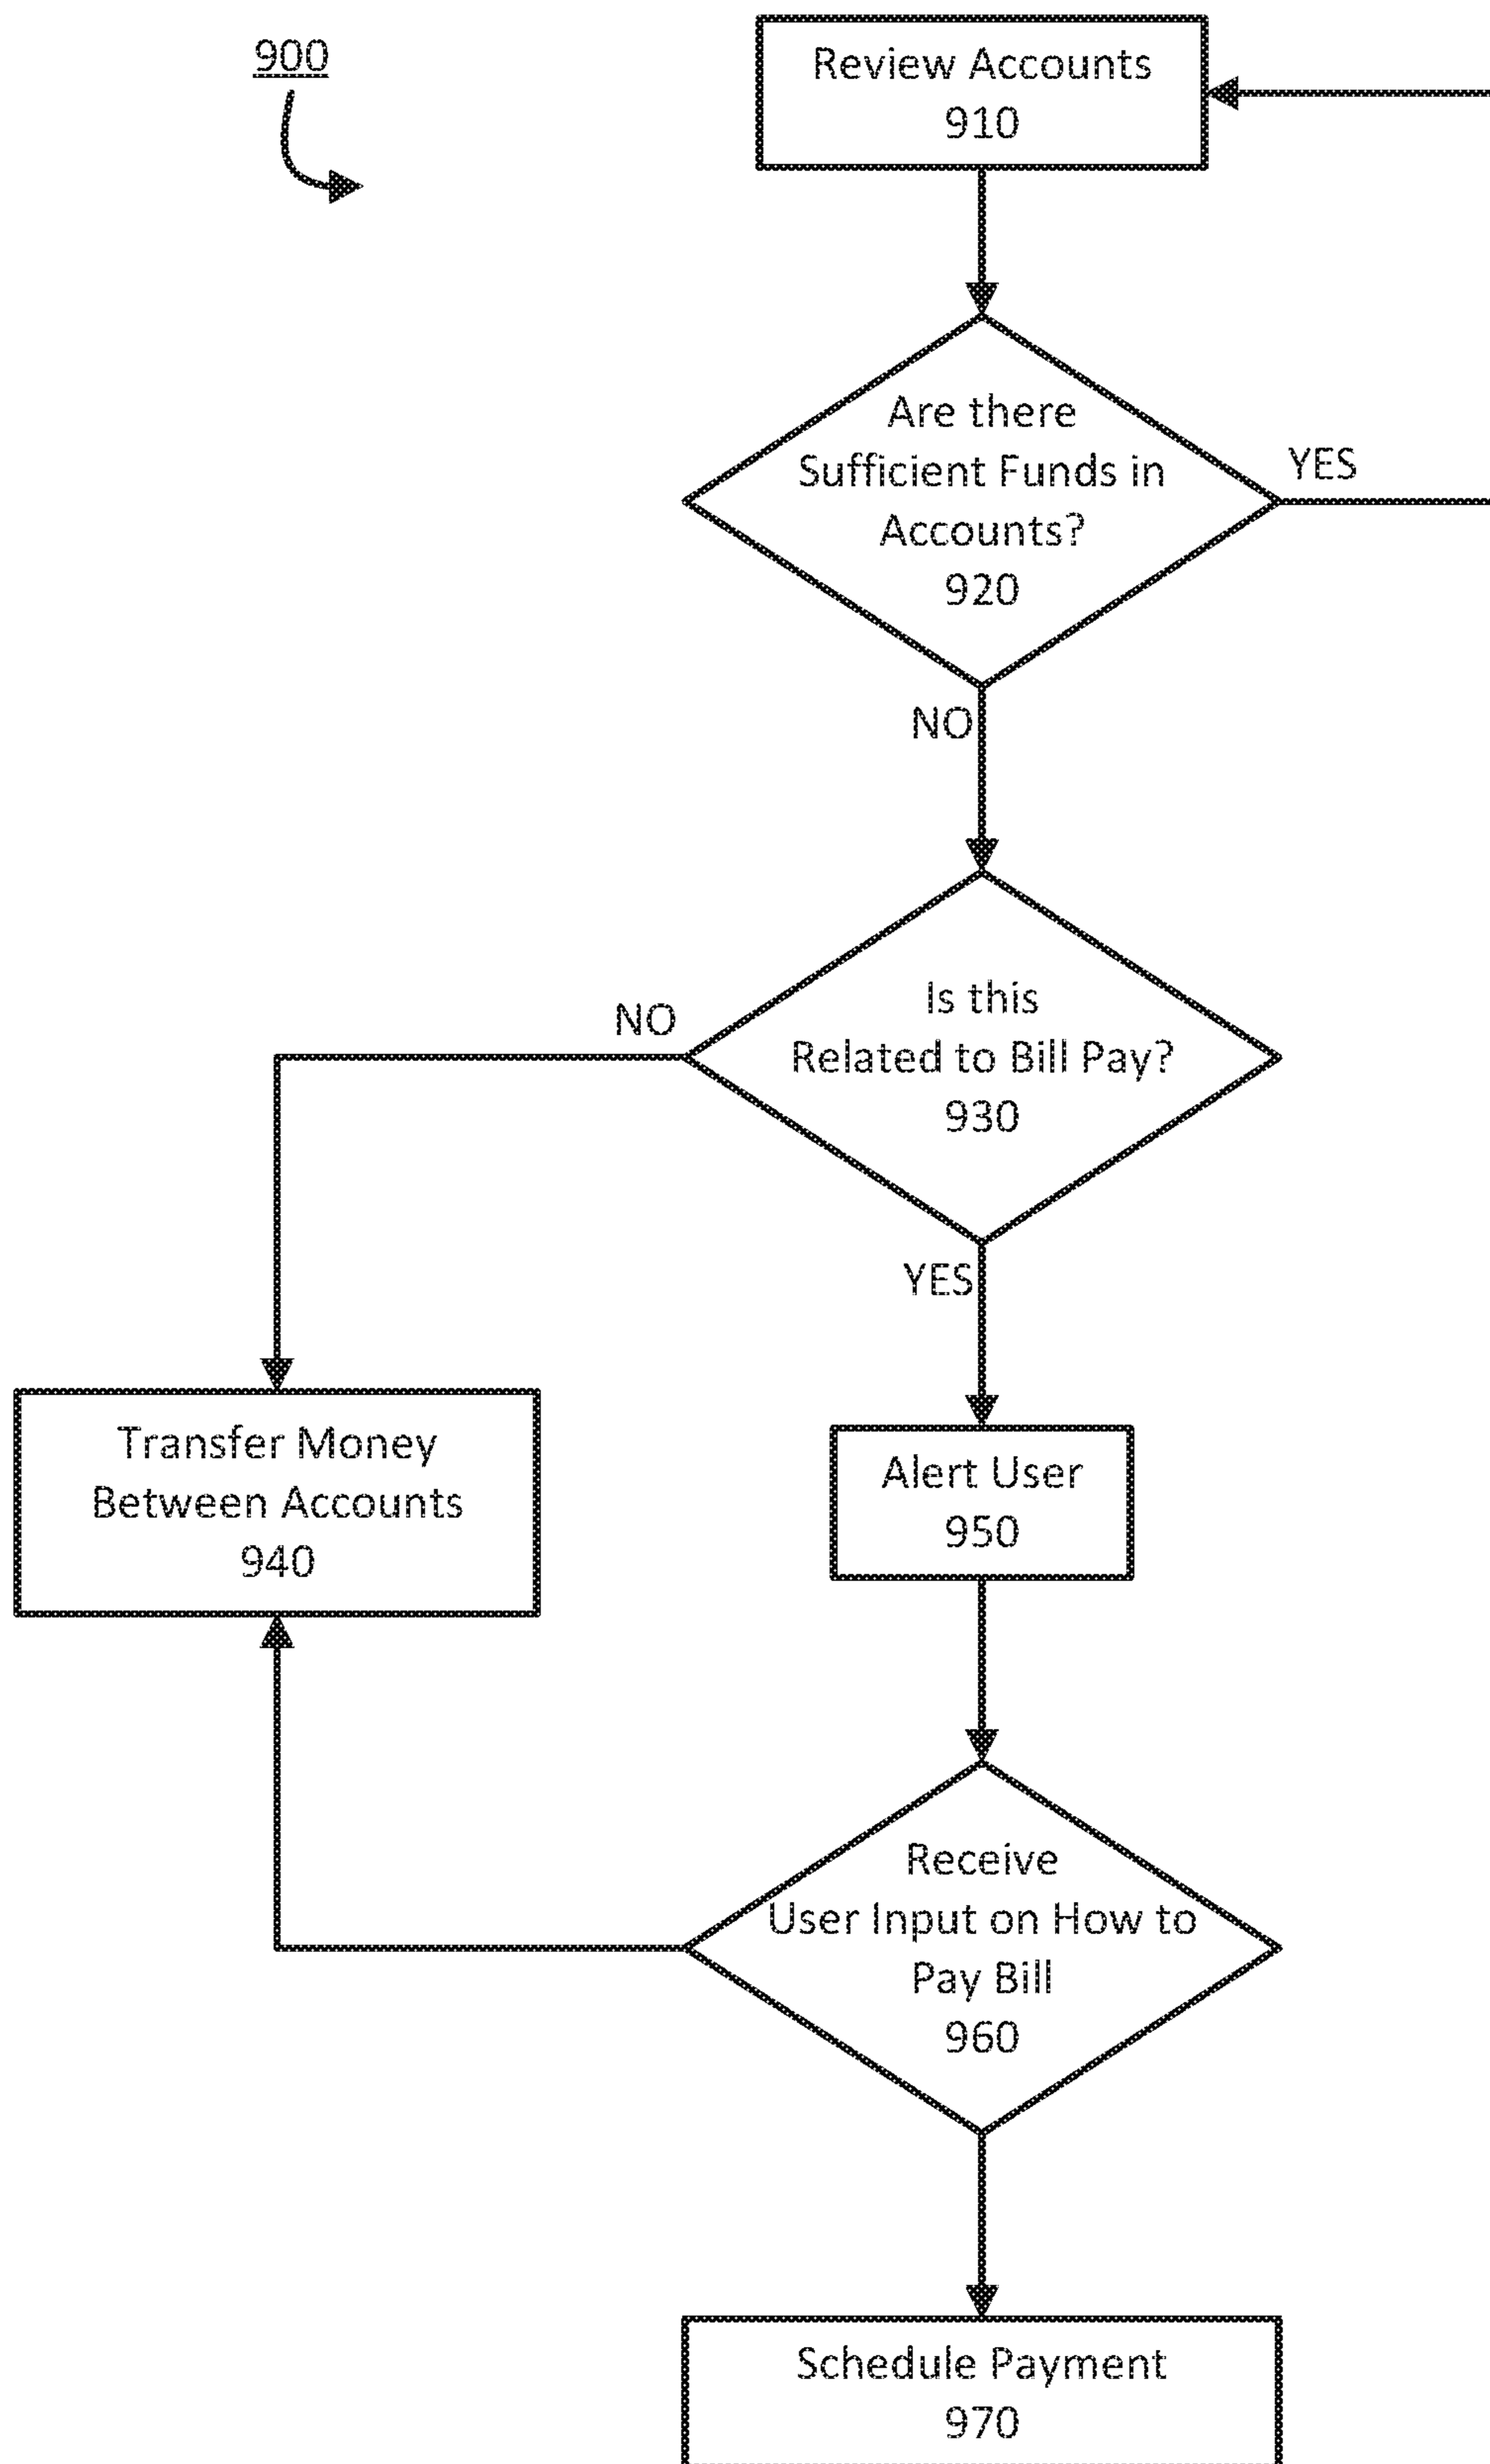 900
Review Accounts
910
Are there
Sufficient Funds in
Accounts?
920
YES
NO
Is this
Related to Bill Pay?
930
NO
YES
Transfer Money
Between Accounts
940
Alert User
950
Receive
User Input on How to
Pay Bill
960
Schedule Payment
970